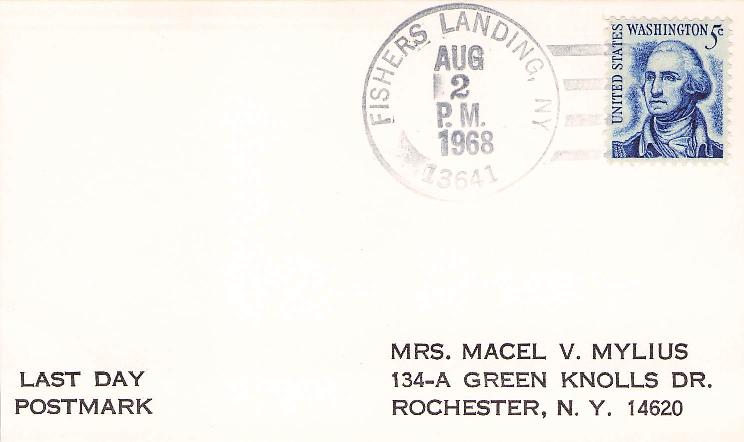 FISHERS LANDING, NY
AUG
2
P.M.
1968
13641
UNITED STATES
WASHINGTON 5c
LAST DAY
POSTMARK
MRS. MACEL V. MYLIUS
134-A GREEN KNOLLS DR.
ROCHESTER, N. Y. 14620